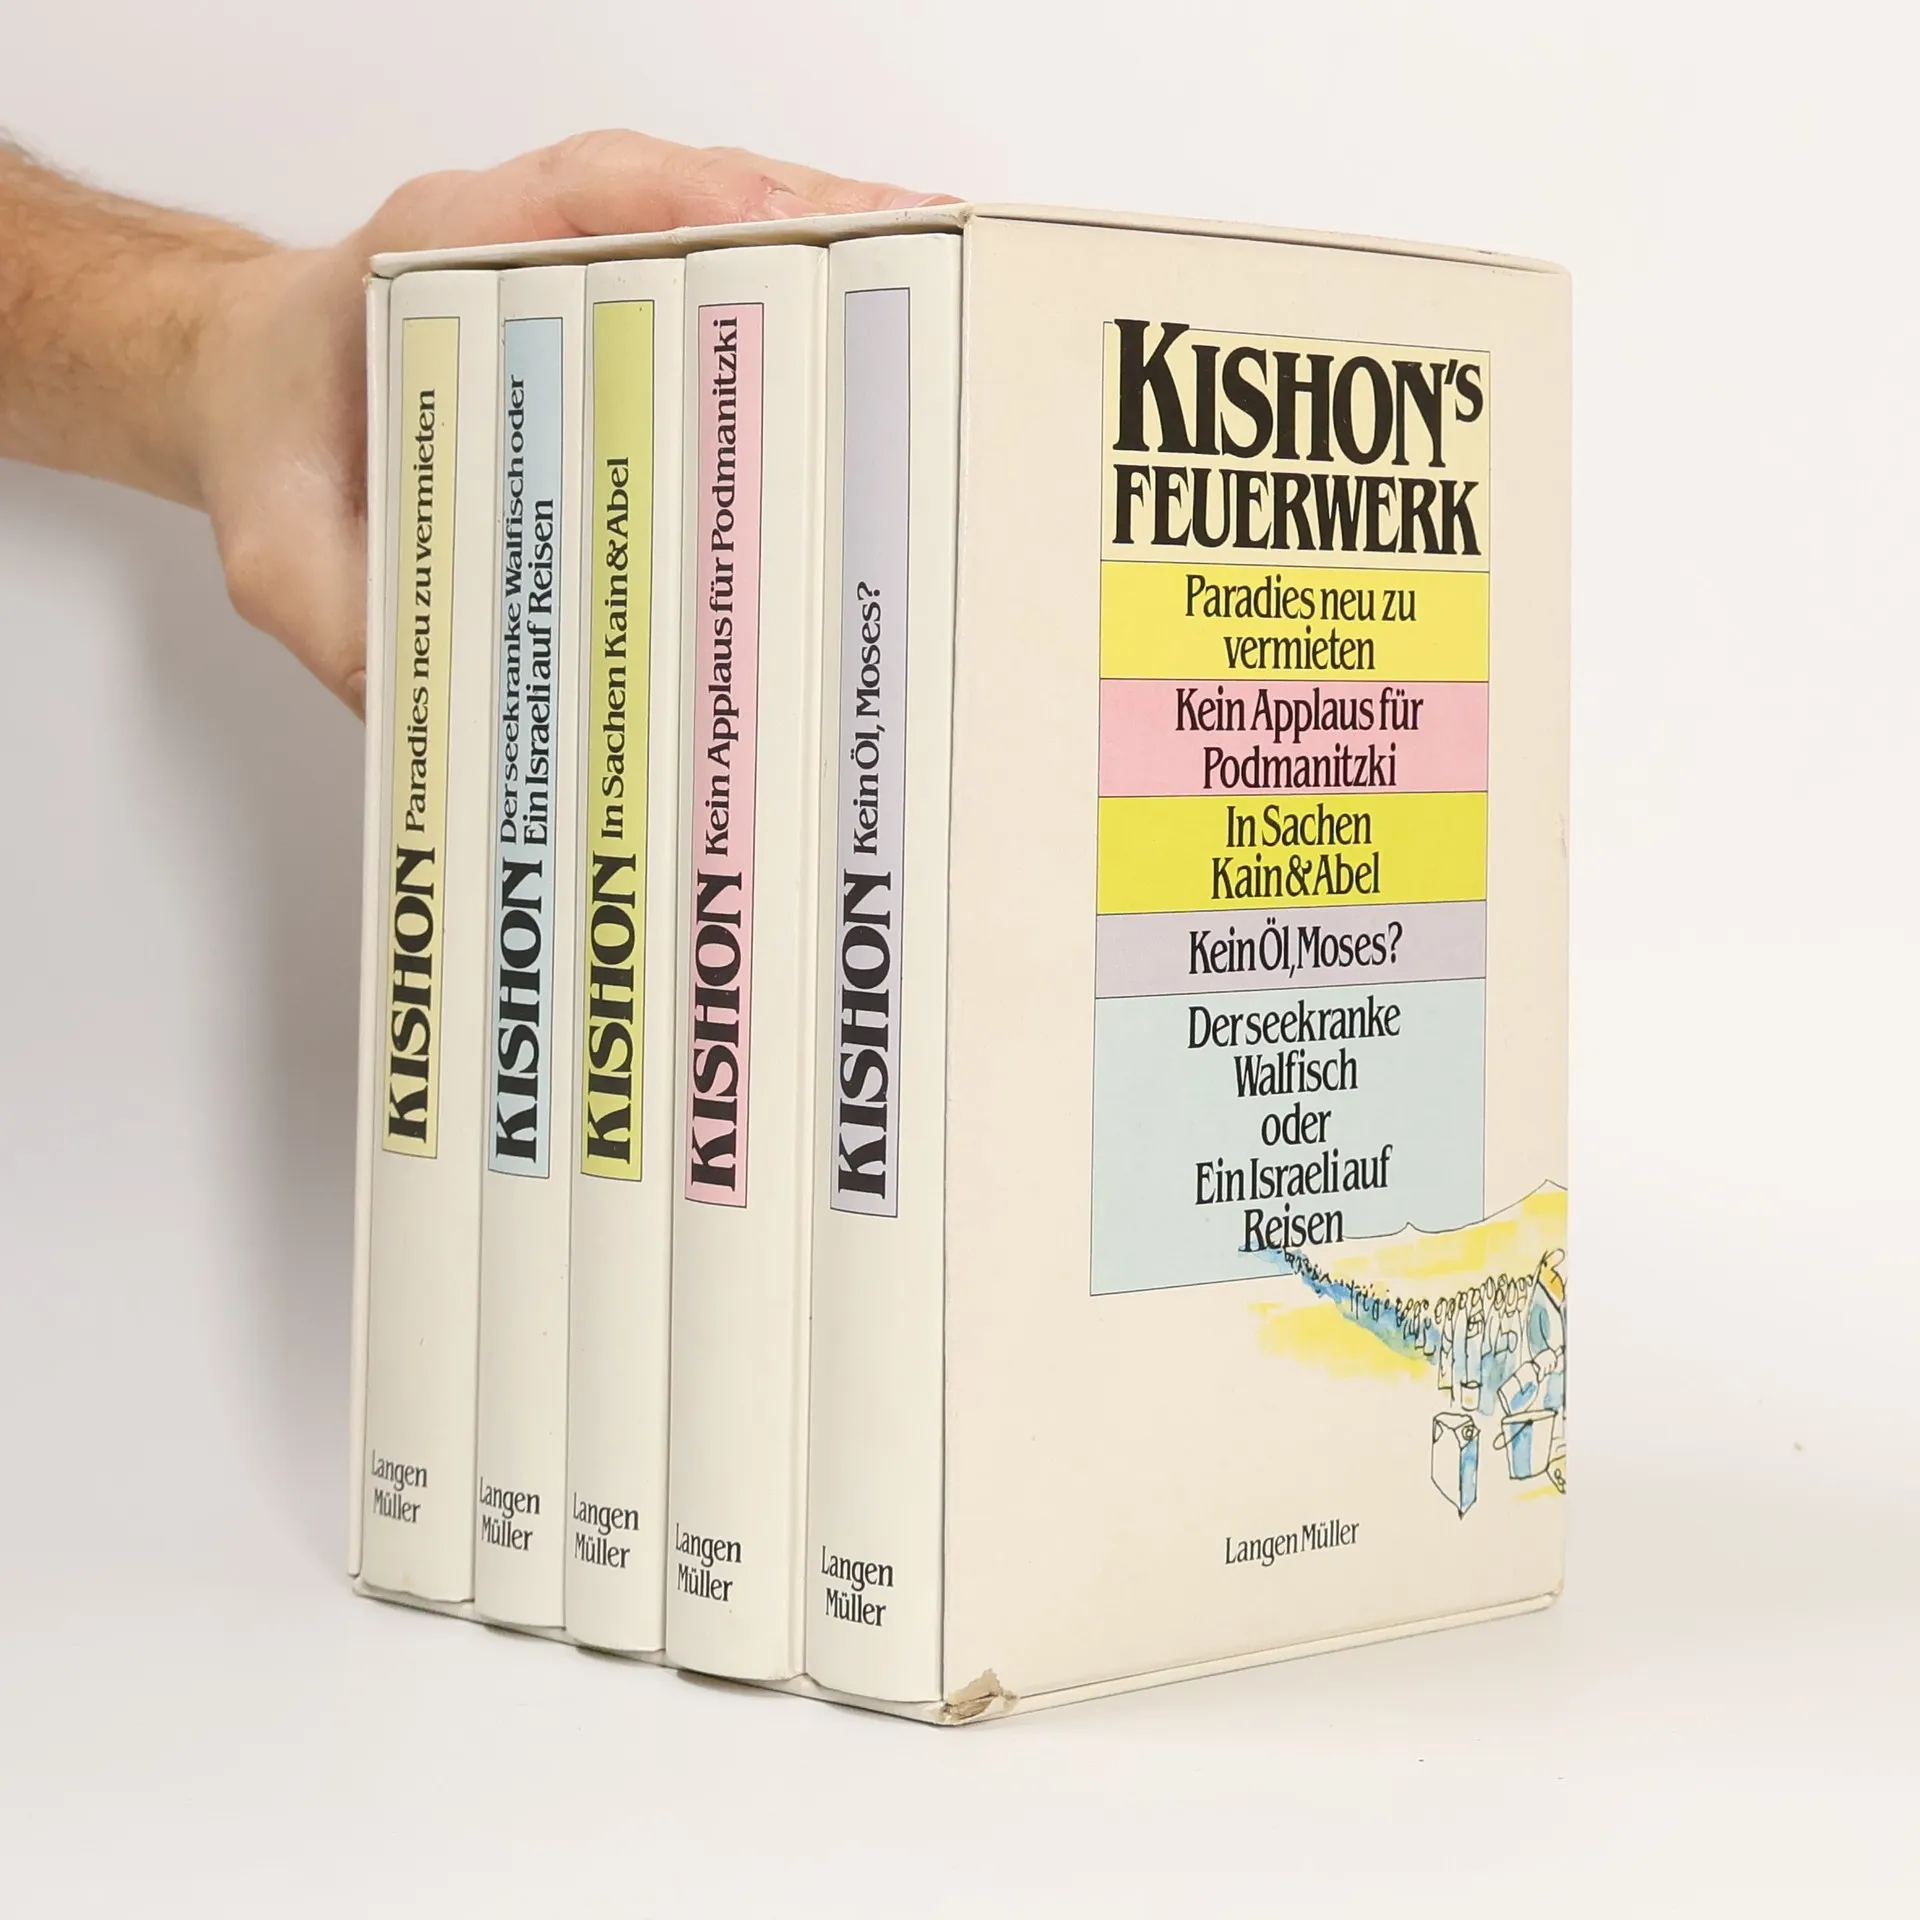 KISHON Paradies neu zu vermieten
Langen
Müller
KISHON Der seekranke Walfisch oder
Ein Israeli auf Reisen
Langen
Müller
KISHON In Sachen Kain & Abel
Langen
Müller
KISHON Kein Applaus für Podmanitzki
Langen
Müller
KISHON Kein Öl, Moses?
Langen
Müller
KISHON'S
FEUERWERK
Paradies neu zu
vermieten
Kein Applaus für
Podmanitzki
In Sachen
Kain & Abel
Kein Öl, Moses?
Der seekranke
Walfisch
oder
Ein Israeli auf
Reisen
Langen Müller